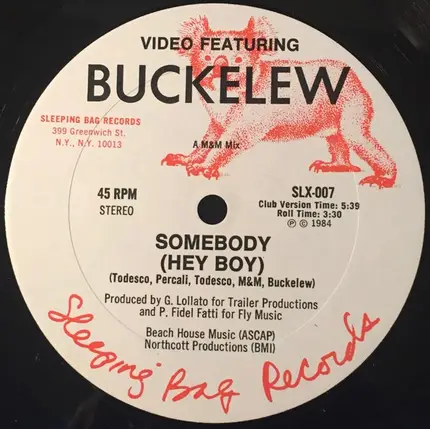 VIDEO FEATURING
BUCKELEW
SLEEPING BAG RECORDS
399 Greenwich St.
N.Y., N.Y. 10013
A M&M Mix
45 RPM
STEREO
SLX-007
Club Version Time: 5:39
Roll Time: 3:30
Ⓟ © 1984
SOMEBODY
(HEY BOY)
(Todesco, Percali, Todesco, M&M, Buckelew)
Produced by G. Lollato for Trailer Productions
and P. Fidel Fatti for Fly Music
Beach House Music (ASCAP)
Northcott Productions (BMI)
Sleeping Bag Records